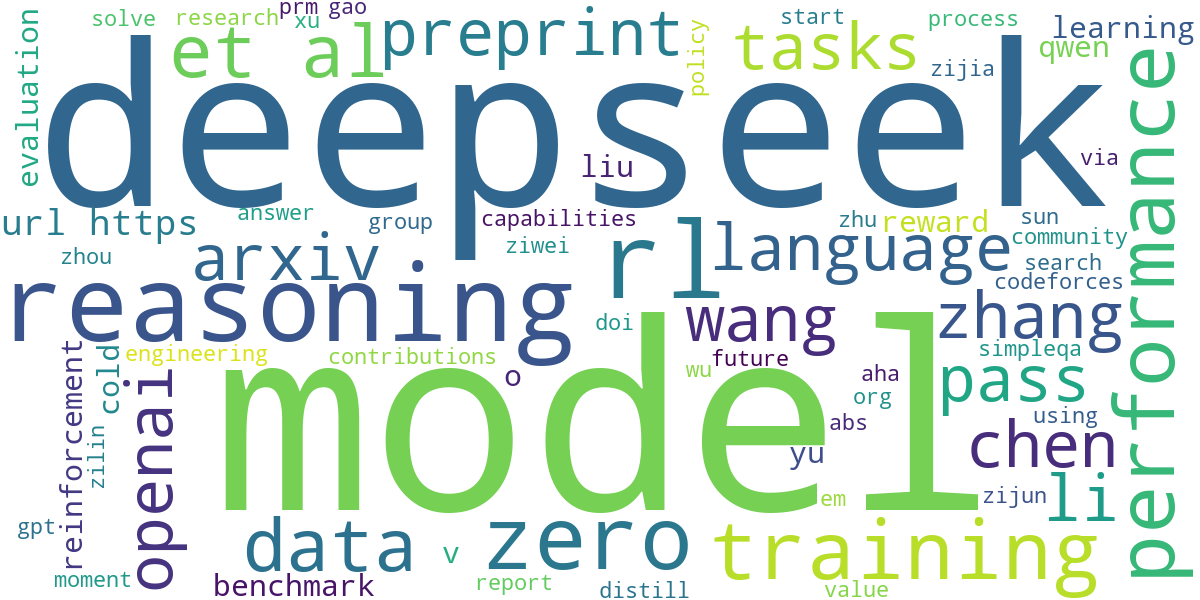 solve
research
prm gao
xu
et al
preprint
policy
tasks
start
process
learning
qwen
zijia
evaluation
deepseek
performance
liu
via
url https
answer
group
capabilities
ziwei
zhu
reward
sun
community
zhou
arxiv
rl
language
search
codeforces
reasoning
doi
wang
zhang
simpleqa
engineering
contributions
o
future
wu
aha
org
pass
using
abs
reinforcement
cold
zilin
openai
model
yu
chen
zijun
li
em
gpt
data
v
zero
training
moment
benchmark
report
distill
value